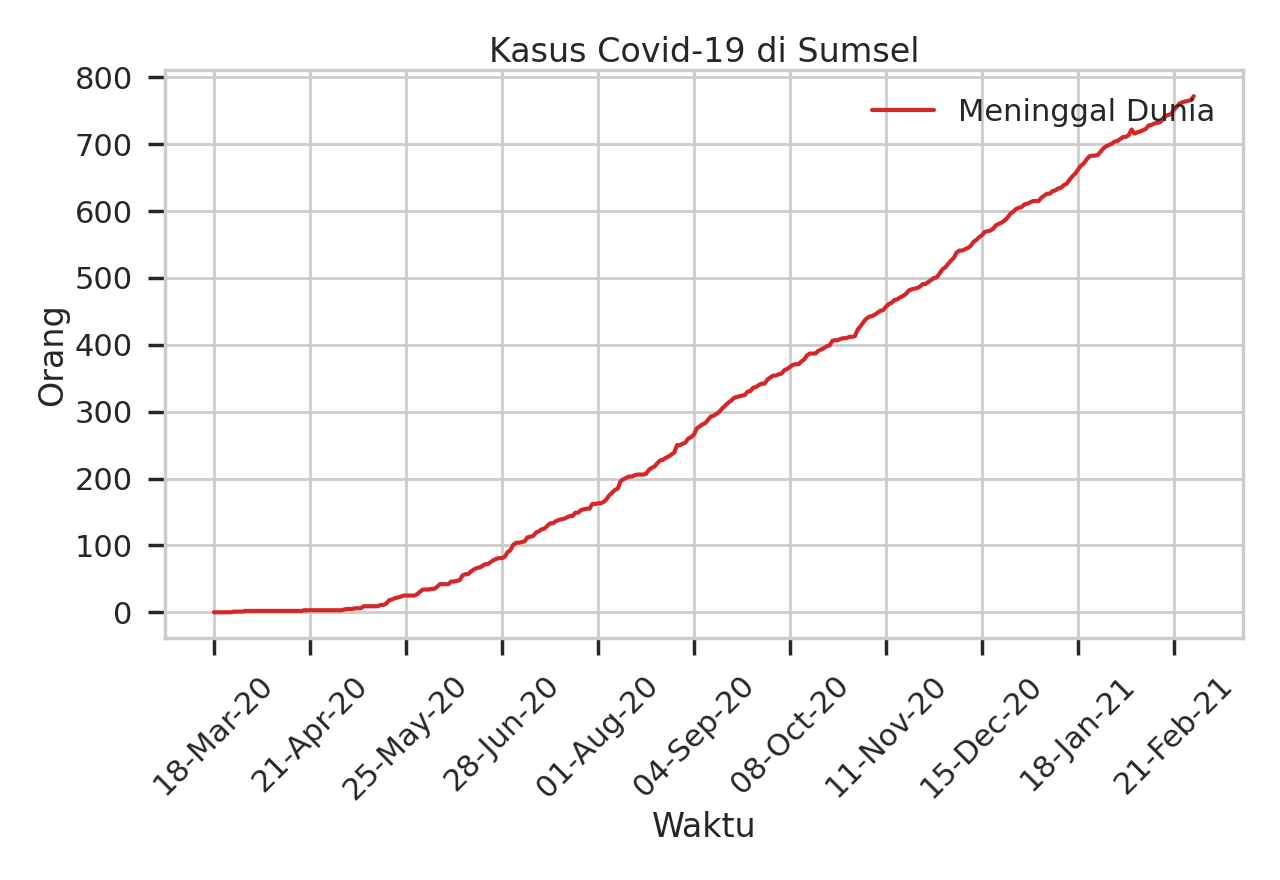 Kasus Covid-19 di Sumsel
Meninggal Dunia
800
700
600
500
400
300
200
100
0
Orang
18-Mar-20
21-Apr-20
25-May-20
28-Jun-20
01-Aug-20
04-Sep-20
08-Oct-20
11-Nov-20
15-Dec-20
18-Jan-21
21-Feb-21
Waktu